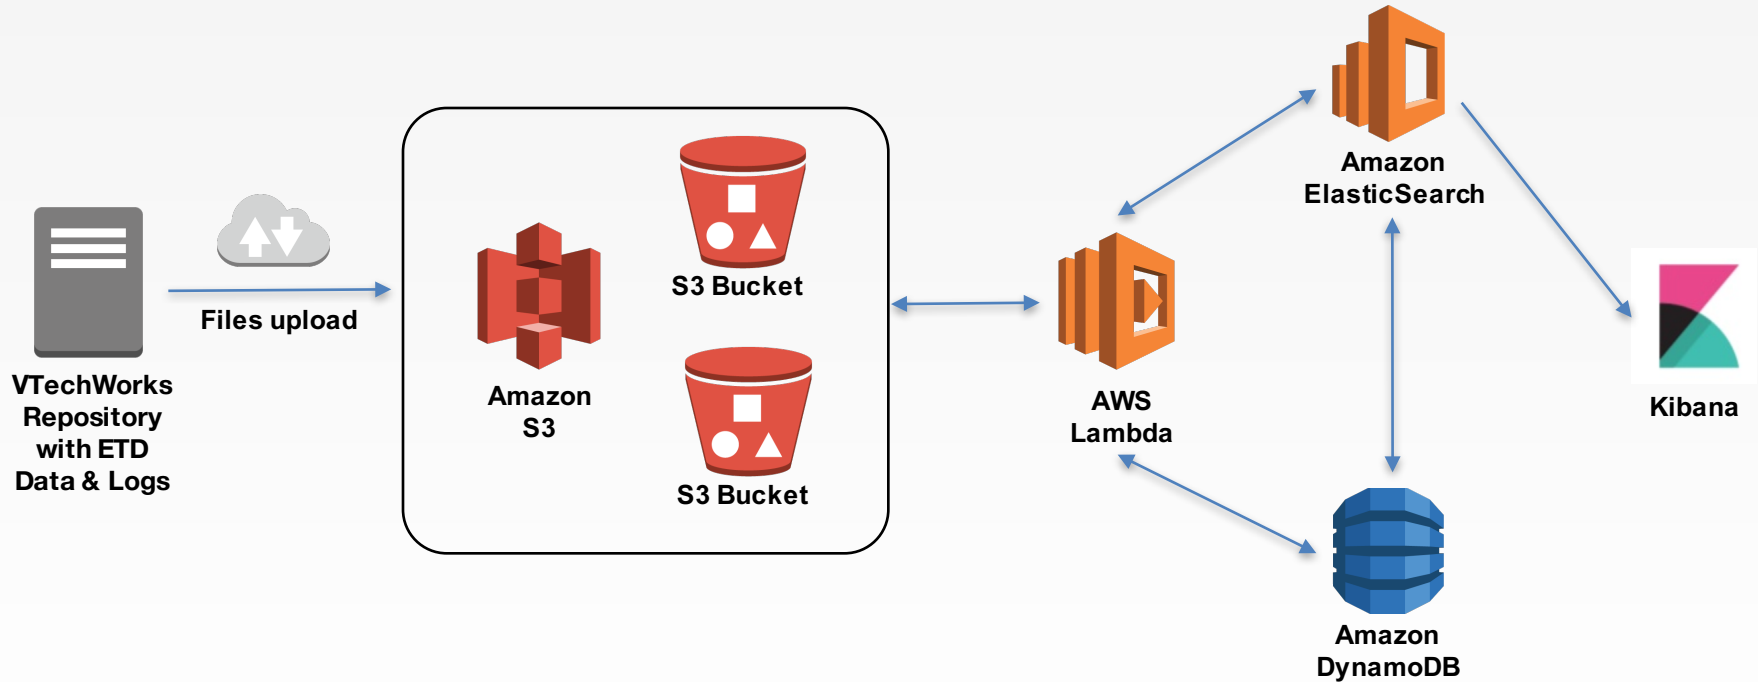 VTechWorks
Repository
with ETD
Data & Logs
Files upload
Amazon
S3
S3 Bucket
S3 Bucket
AWS
Lambda
Amazon
ElasticSearch
Amazon
DynamoDB
Kibana